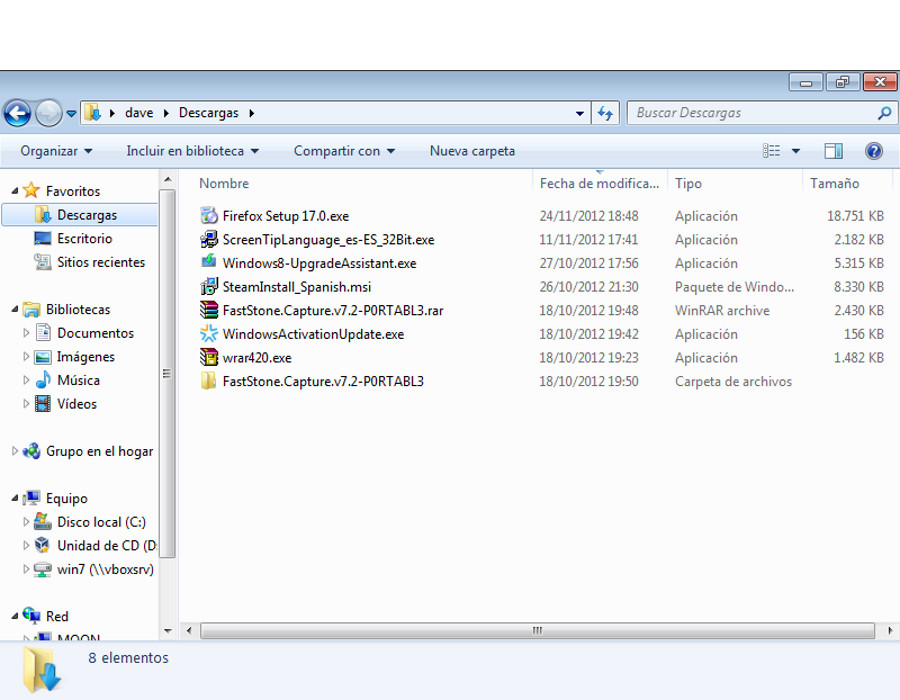 dave Descargas
Buscar Descargas
Organizar Incluir en biblioteca Compartir con Nueva carpeta
Nombre Fecha de modifica... Tipo Tamaño
Favoritos
Descargas
Escritorio
Sitios recientes
Bibliotecas
Documentos
Imágenes
Música
Vídeos
Grupo en el hogar
Equipo
Disco local (C:)
Unidad de CD (D:
win7 (\\vboxsrv)
Red
MOON
Firefox Setup 17.0.exe 24/11/2012 18:48 Aplicación 18.751 KB
ScreenTipLanguage_es-ES_32Bit.exe 11/11/2012 17:41 Aplicación 2.182 KB
Windows8-UpgradeAssistant.exe 27/10/2012 17:56 Aplicación 5.315 KB
SteamInstall_Spanish.msi 26/10/2012 21:30 Paquete de Windo... 8.330 KB
FastStone.Capture.v7.2-P0RTABL3.rar 18/10/2012 19:48 WinRAR archive 2.430 KB
WindowsActivationUpdate.exe 18/10/2012 19:42 Aplicación 156 KB
wrar420.exe 18/10/2012 19:23 Aplicación 1.482 KB
FastStone.Capture.v7.2-P0RTABL3 18/10/2012 19:50 Carpeta de archivos
8 elementos